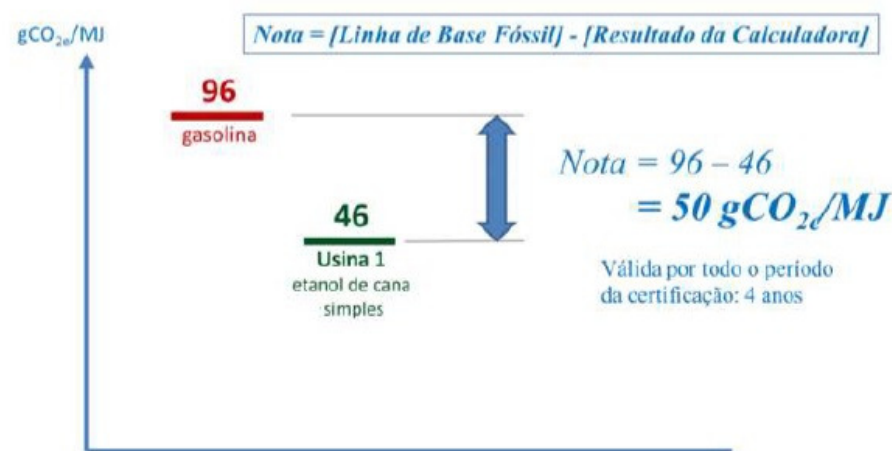 gCO₂ₑ/MJ
Nota = [Linha de Base Fóssil] - [Resultado da Calculadora]
96
gasolina
Nota = 96 – 46
= 50 gCO₂ₑ/MJ
46
Usina 1
etanol de cana
simples
Válida por todo o período
da certificação: 4 anos